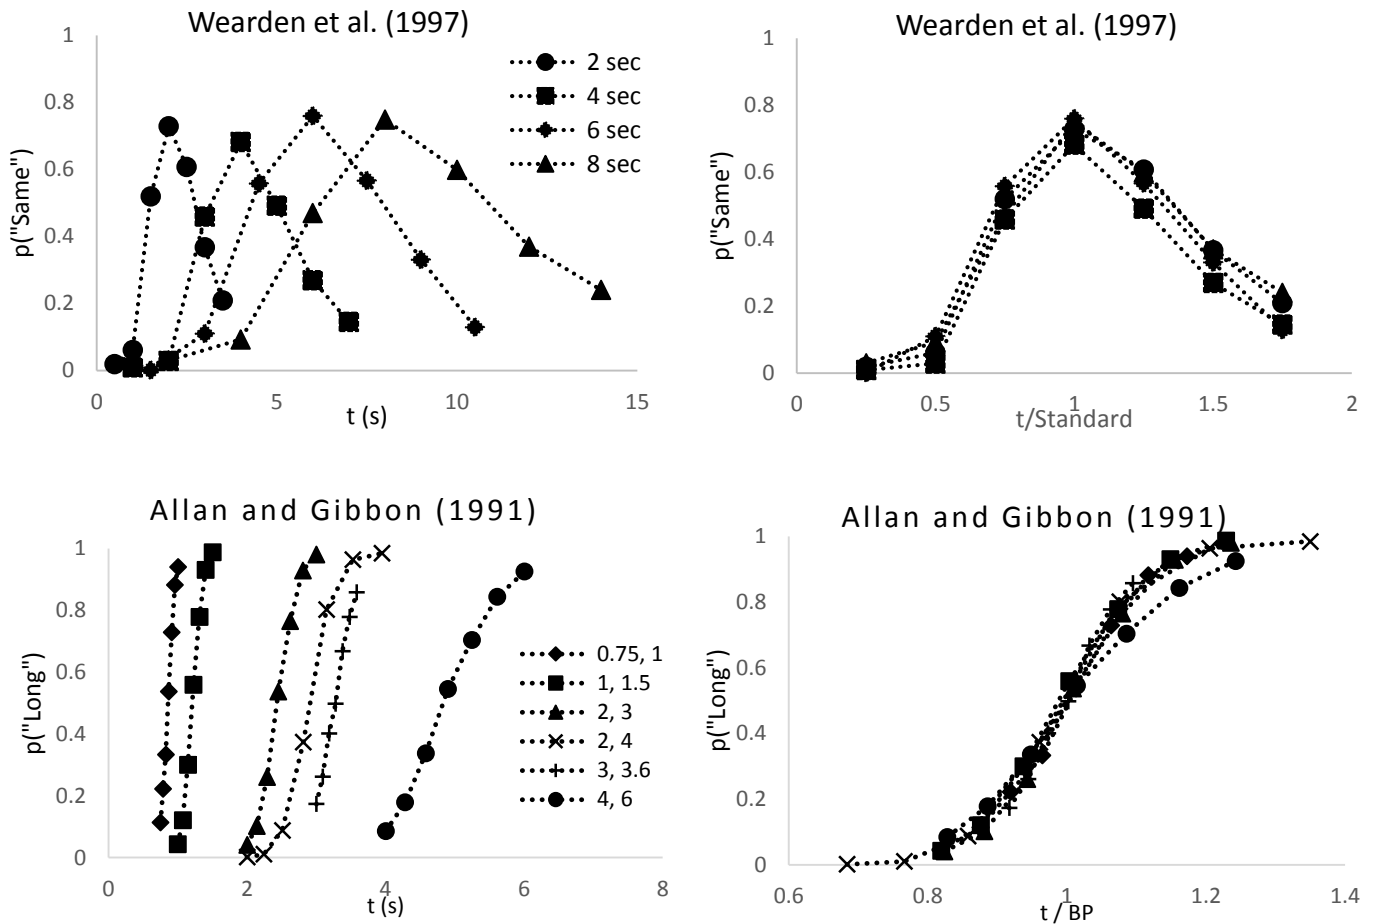 Wearden et al. (1997)
1
0.8
0.6
0.4
0.2
0
p("Same")
2 sec
4 sec
6 sec
8 sec
0 5 10 15
t (s)
Wearden et al. (1997)
1
0.8
0.6
0.4
0.2
0
p("Same")
0 0.5 1 1.5 2
t/Standard
Allan and Gibbon (1991)
1
0.8
0.6
0.4
0.2
0
p("Long")
0.75, 1
1, 1.5
2, 3
2, 4
3, 3.6
4, 6
0 2 4 6 8
t (s)
Allan and Gibbon (1991)
1
0.8
0.6
0.4
0.2
0
p("Long")
0.6 0.8 1 1.2 1.4
t / BP